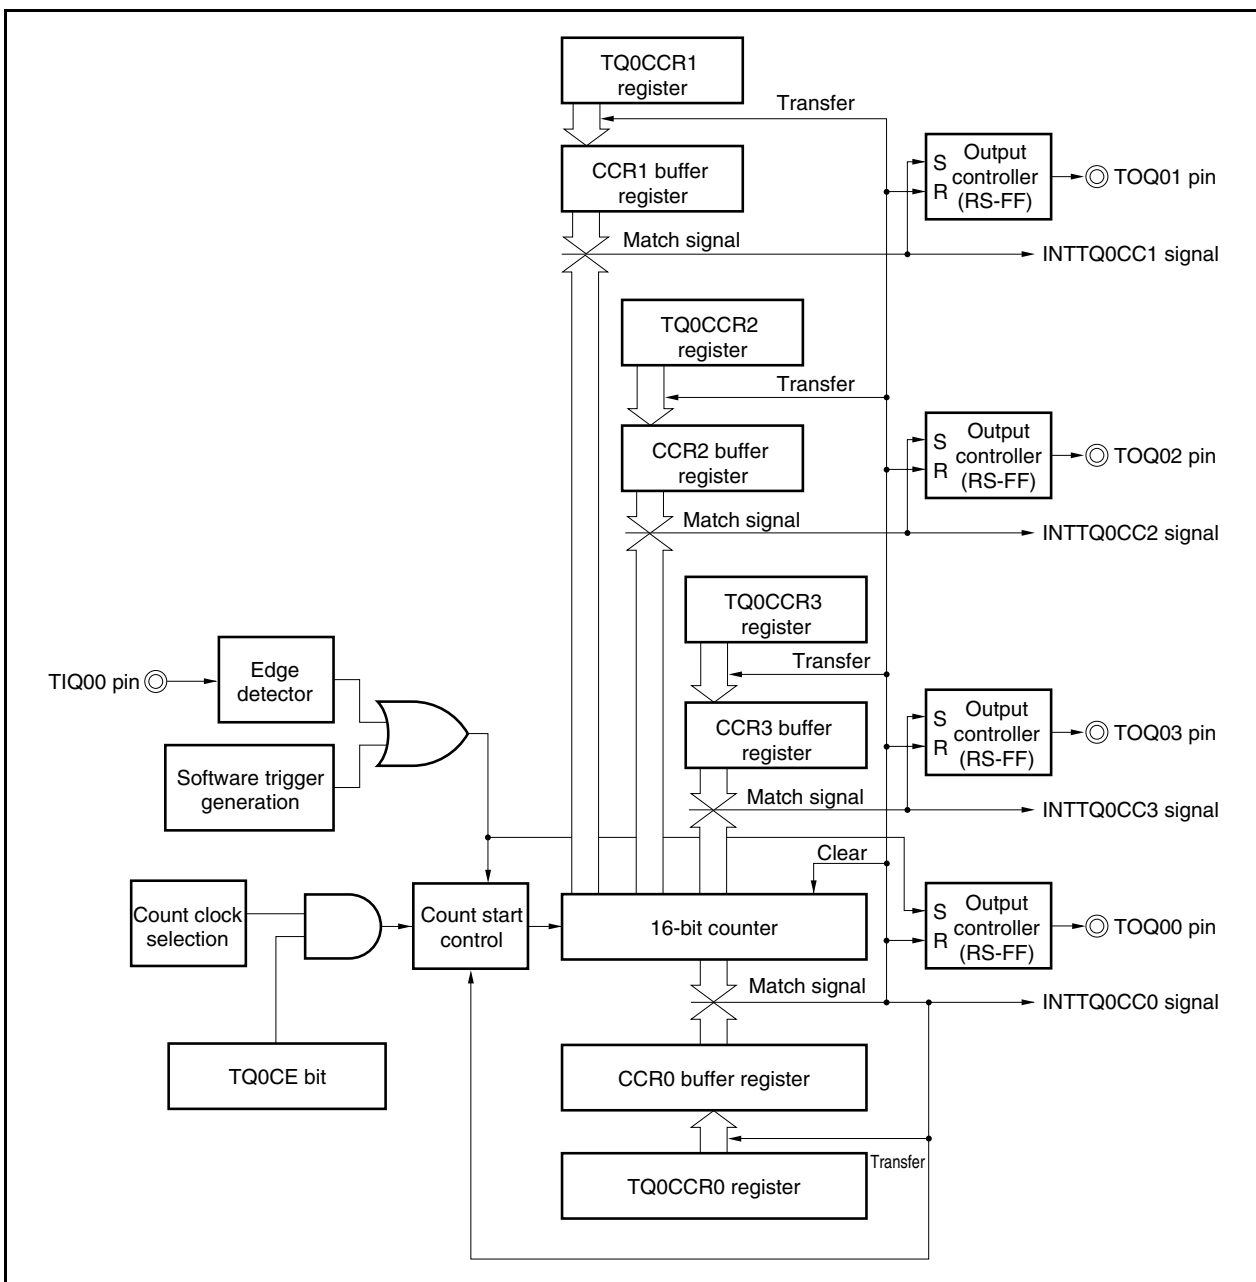 TQ0CCR1
register
Transfer
CCR1 buffer
register
S
R
Output
controller
(RS-FF)
TOQ01 pin
Match signal
INTTQ0CC1 signal
TQ0CCR2
register
Transfer
CCR2 buffer
register
S
R
Output
controller
(RS-FF)
TOQ02 pin
Match signal
INTTQ0CC2 signal
TQ0CCR3
register
Transfer
TIQ00 pin
Edge
detector
CCR3 buffer
register
S
R
Output
controller
(RS-FF)
TOQ03 pin
Software trigger
generation
Match signal
INTTQ0CC3 signal
Clear
Count clock
selection
Count start
control
16-bit counter
S
R
Output
controller
(RS-FF)
TOQ00 pin
Match signal
INTTQ0CC0 signal
TQ0CE bit
CCR0 buffer register
Transfer
TQ0CCR0 register